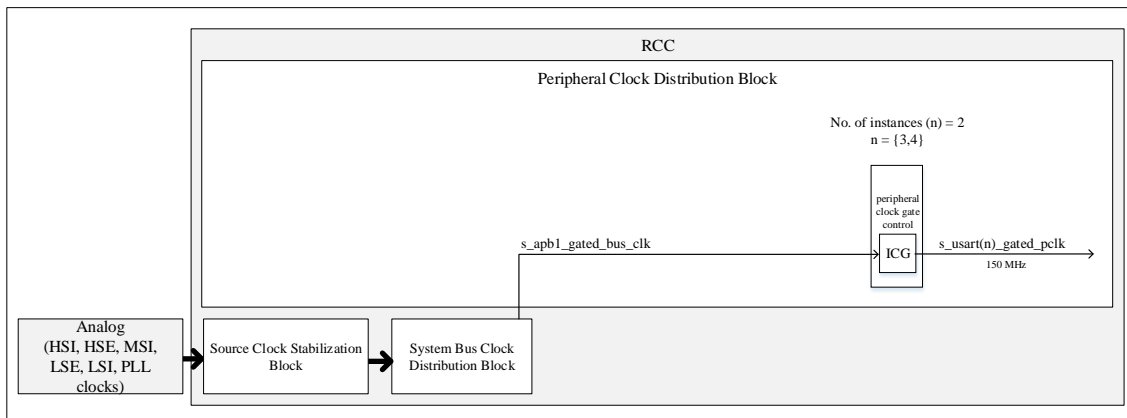 RCC
Peripheral Clock Distribution Block
No. of instances (n) = 2
n = {3,4}
peripheral
clock gate
control
s_apb1_gated_bus_clk
ICG
s_usart(n)_gated_pclk
150 MHz
Analog
(HSI, HSE, MSI,
LSE, LSI, PLL
clocks)
Source Clock Stabilization
Block
System Bus Clock
Distribution Block